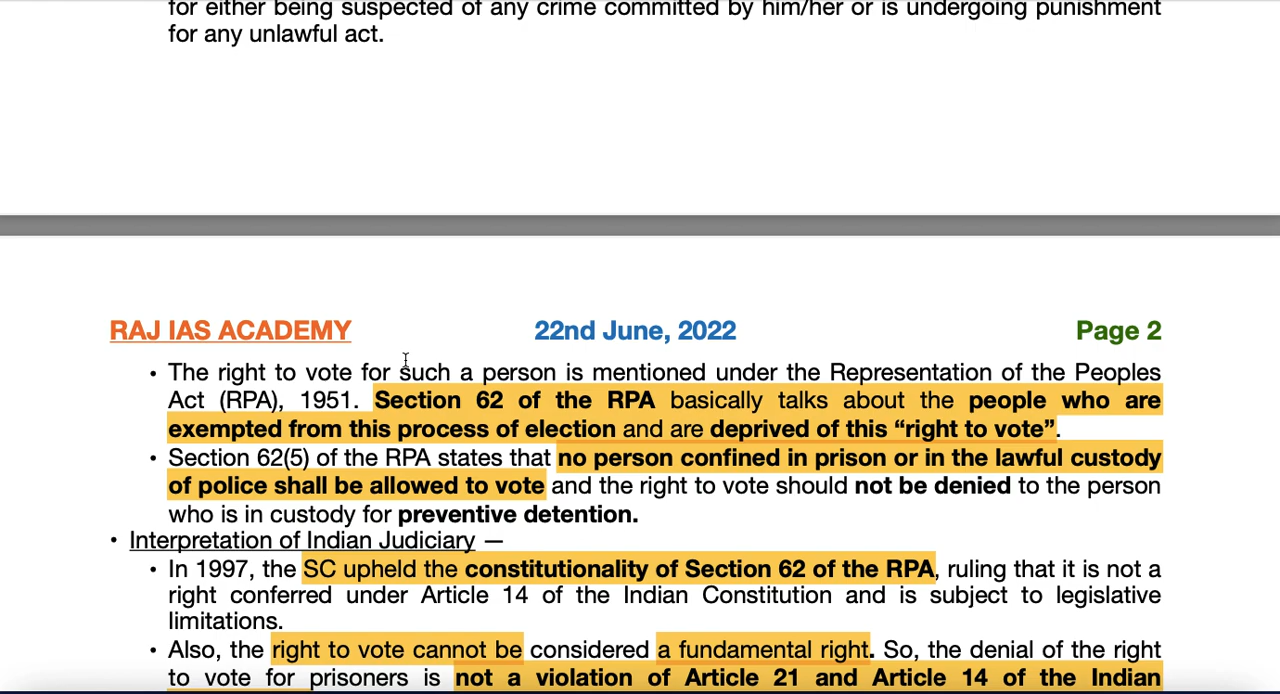 for either being suspected of any crime committed by him/her or is undergoing punishment
for any unlawful act.
RAJ IAS ACADEMY 22nd June, 2022 Page 2
• The right to vote for such a person is mentioned under the Representation of the Peoples
Act (RPA), 1951. Section 62 of the RPA basically talks about the people who are
exempted from this process of election and are deprived of this “right to vote”.
• Section 62(5) of the RPA states that no person confined in prison or in the lawful custody
of police shall be allowed to vote and the right to vote should not be denied to the person
who is in custody for preventive detention.
• Interpretation of Indian Judiciary —
• In 1997, the SC upheld the constitutionality of Section 62 of the RPA, ruling that it is not a
right conferred under Article 14 of the Indian Constitution and is subject to legislative
limitations.
• Also, the right to vote cannot be considered a fundamental right. So, the denial of the right
to vote for prisoners is not a violation of Article 21 and Article 14 of the Indian